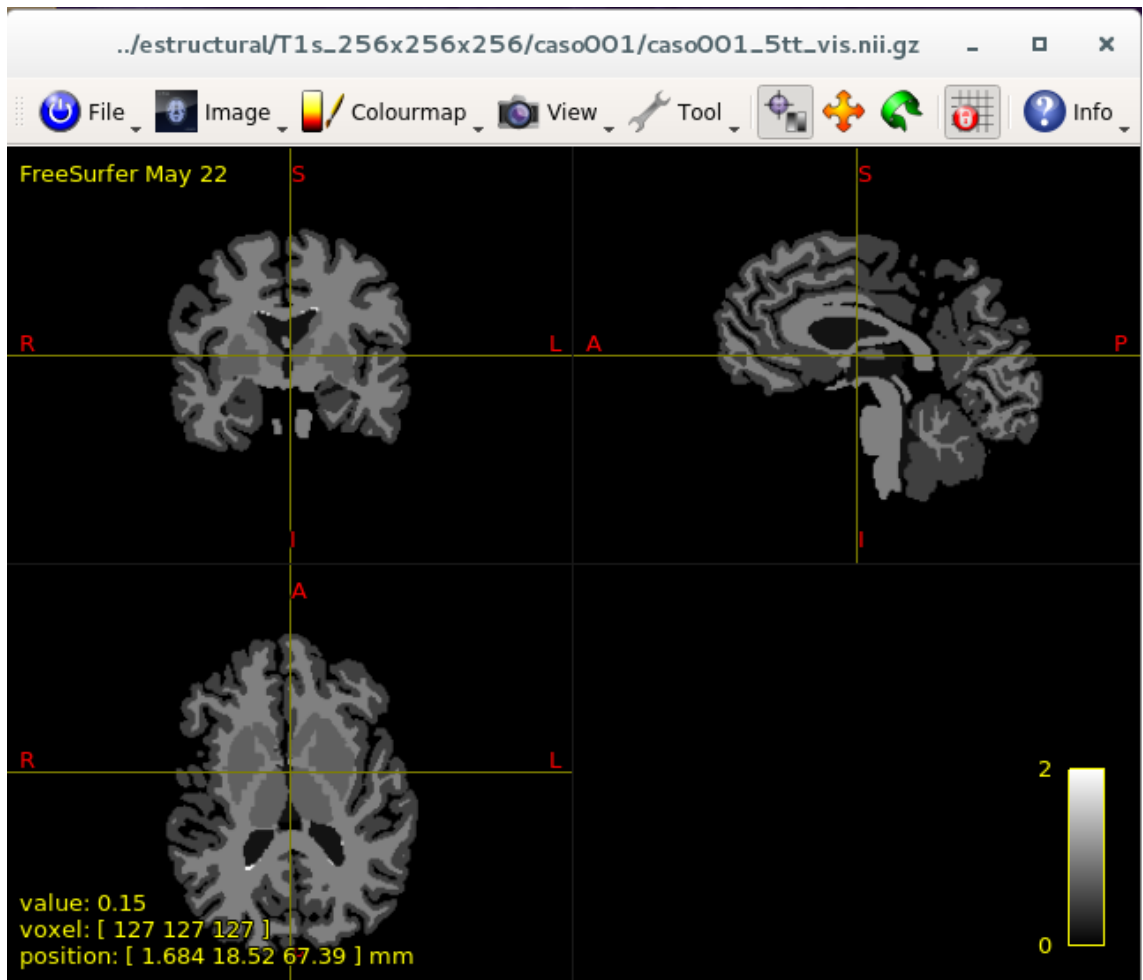 ../estructural/T1s_256x256x256/caso001/caso001_5tt_vis.nii.gz
File Image Colourmap View Tool Info
FreeSurfer May 22
S
S
R
L
A
P
I
I
A
R
L
2
value: 0.15
voxel: [ 127 127 127 ]
position: [ 1.684 18.52 67.39 ] mm
0